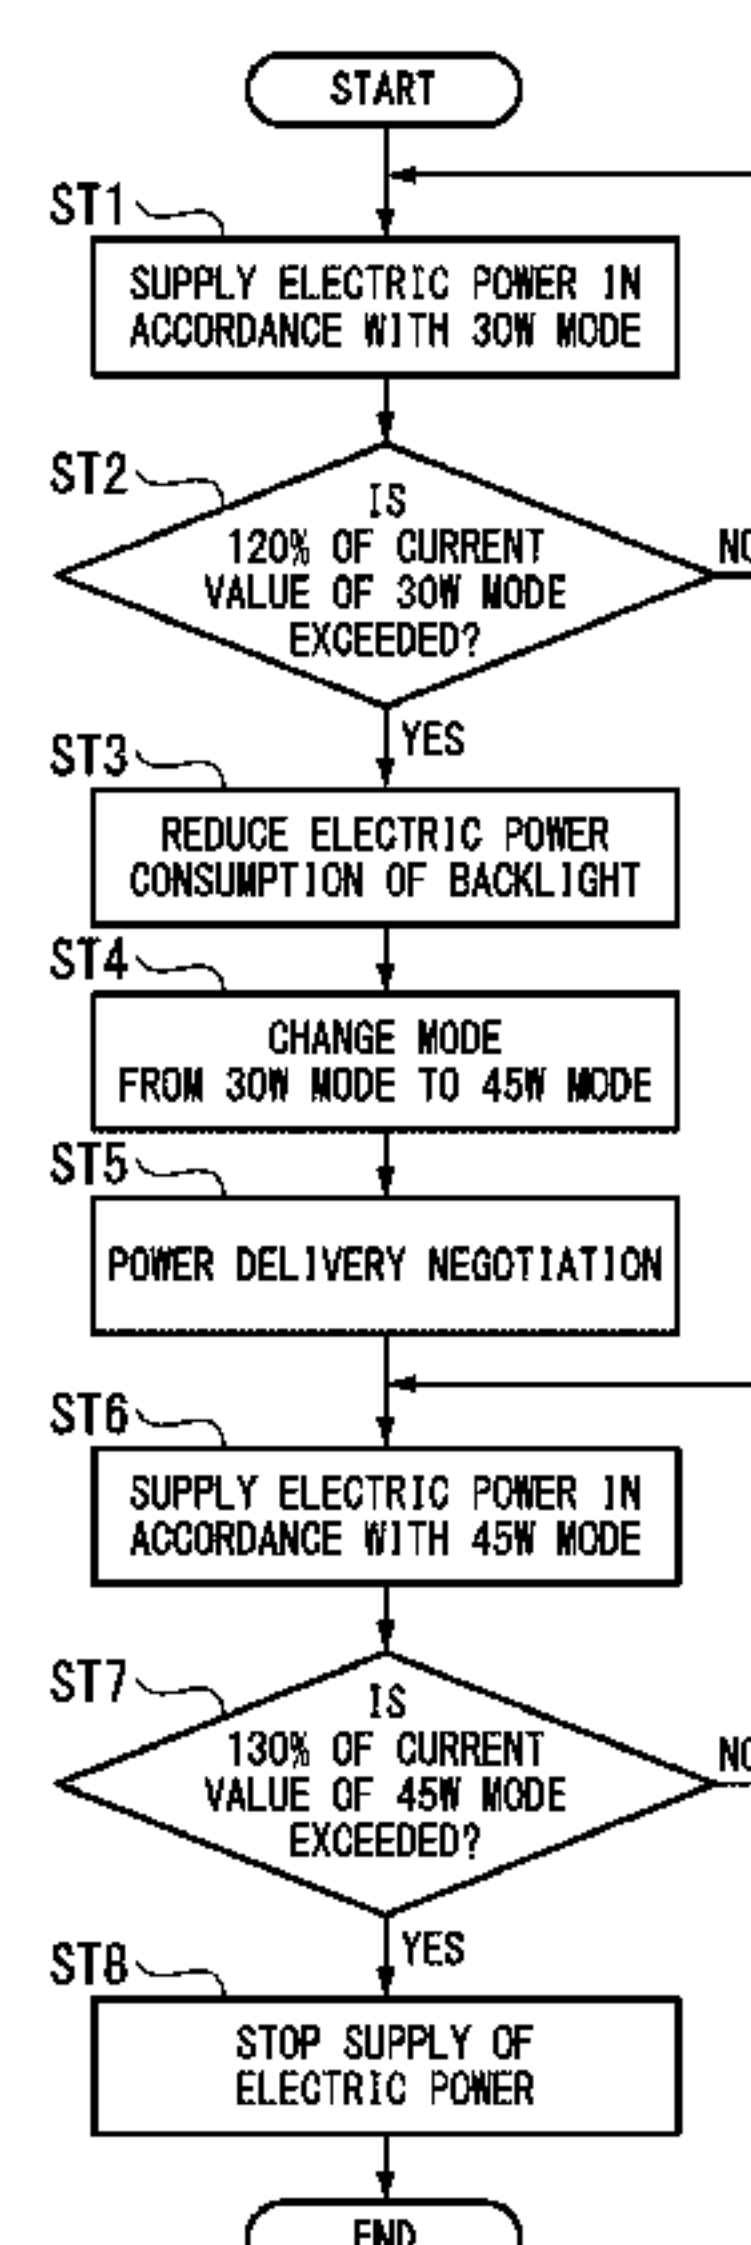 START
ST1
SUPPLY ELECTRIC POWER IN
ACCORDANCE WITH 30W MODE
ST2
IS
120% OF CURRENT
VALUE OF 30W MODE
EXCEEDED?
NO
YES
ST3
REDUCE ELECTRIC POWER
CONSUMPTION OF BACKLIGHT
ST4
CHANGE MODE
FROM 30W MODE TO 45W MODE
ST5
POWER DELIVERY NEGOTIATION
ST6
SUPPLY ELECTRIC POWER IN
ACCORDANCE WITH 45W MODE
ST7
IS
130% OF CURRENT
VALUE OF 45W MODE
EXCEEDED?
NO
YES
ST8
STOP SUPPLY OF
ELECTRIC POWER
END